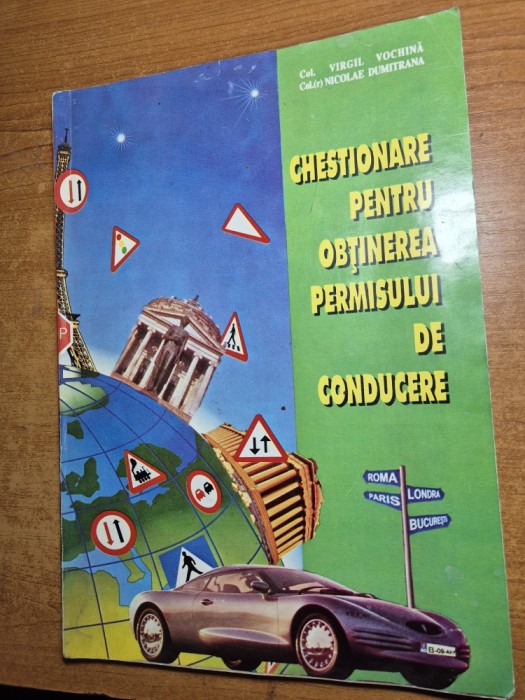 Col. VIRGIL VOCHINĂ
Col.(r) NICOLAE DUMITRANA
CHESTIONARE
PENTRU
OBȚINEREA
PERMISULUI
DE
CONDUCERE
P
ROMA
PARIS
LONDRA
BUCUREȘTI